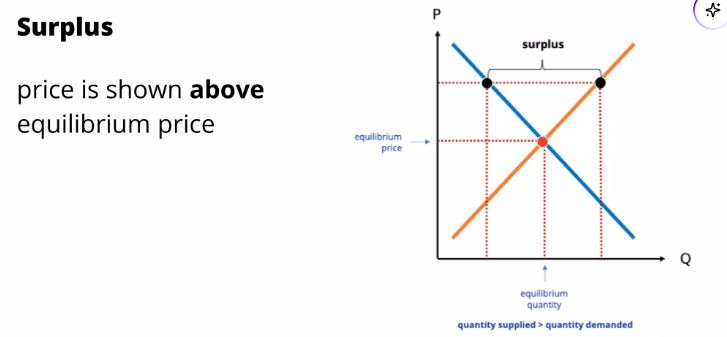 Surplus
price is shown above
equilibrium price
P
surplus
equilibrium
price
Q
equilibrium
quantity
quantity supplied > quantity demanded